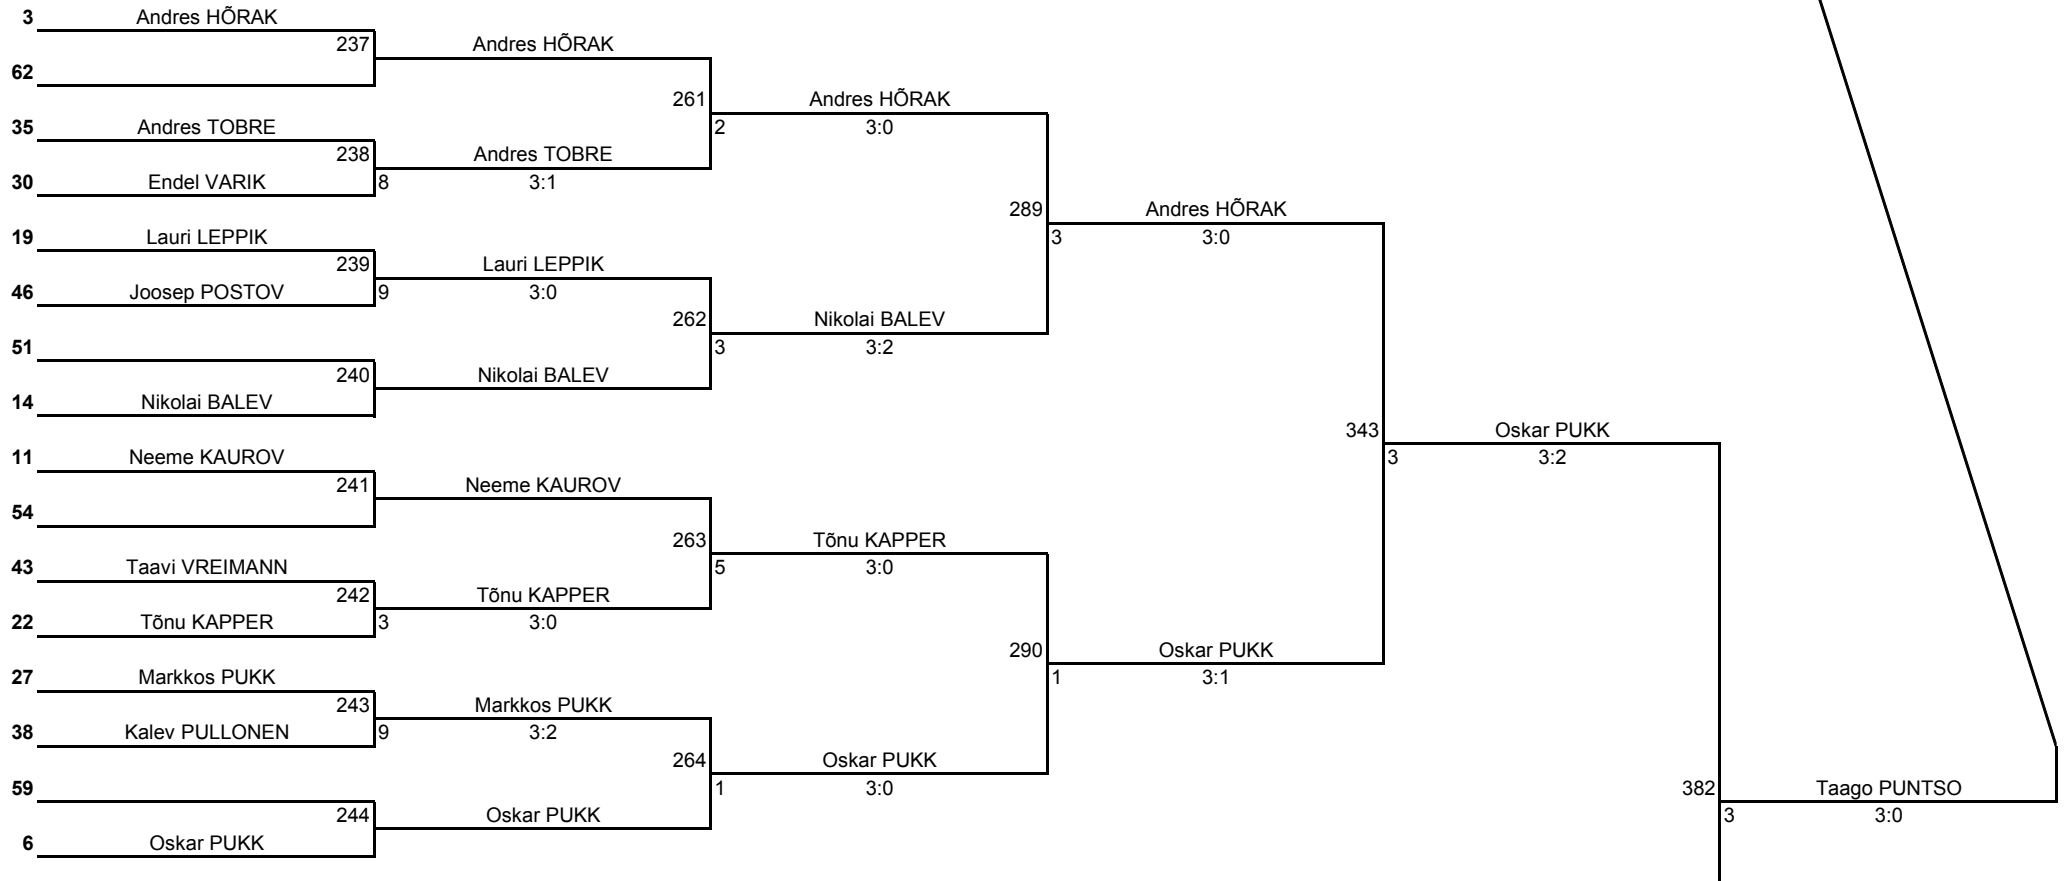 3 Andres HÕRAK
237 Andres HÕRAK
62
261 Andres HÕRAK
35 Andres TOBRE 2 3:0
238 Andres TOBRE
30 Endel VARIK 8 3:1
289 Andres HÕRAK
19 Lauri LEPPIK 3 3:0
239 Lauri LEPPIK
46 Joosep POSTOV 9 3:0
262 Nikolai BALEV
51 3 3:2
240 Nikolai BALEV
14 Nikolai BALEV
343 Oskar PUKK
11 Neeme KAUROV 3 3:2
241 Neeme KAUROV
54
263 Tõnu KAPPER
43 Taavi VREIMANN 5 3:0
242 Tõnu KAPPER
22 Tõnu KAPPER 3 3:0
290 Oskar PUKK
27 Markkos PUKK 1 3:1
243 Markkos PUKK
38 Kalev PULLONEN 9 3:2
264 Oskar PUKK
59 1 3:0 382 Taago PUNTSO
244 Oskar PUKK 3 3:0
6 Oskar PUKK